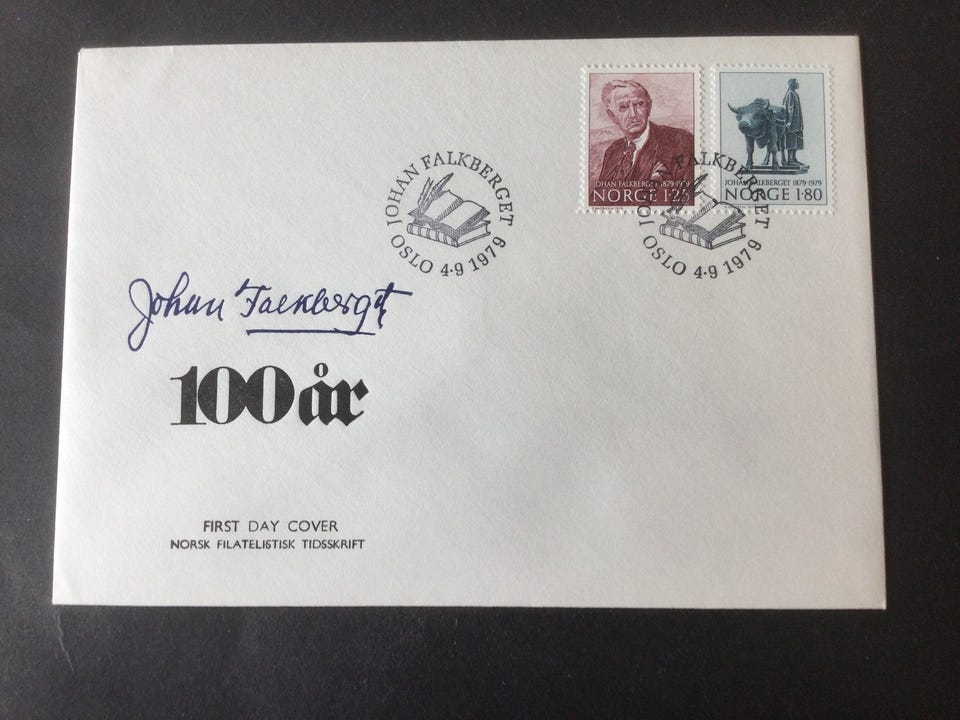 JOHAN FALKBERGET 1879-1979
NORGE 1·25
JOHAN FALKBERGET 1879-1979
NORGE 1·80
JOHAN FALKBERGET
OSLO 4·9 1979
JOHAN FALKBERGET
OSLO 4·9 1979
Johan Falkberget
100 år
FIRST DAY COVER
NORSK FILATELISTISK TIDSSKRIFT